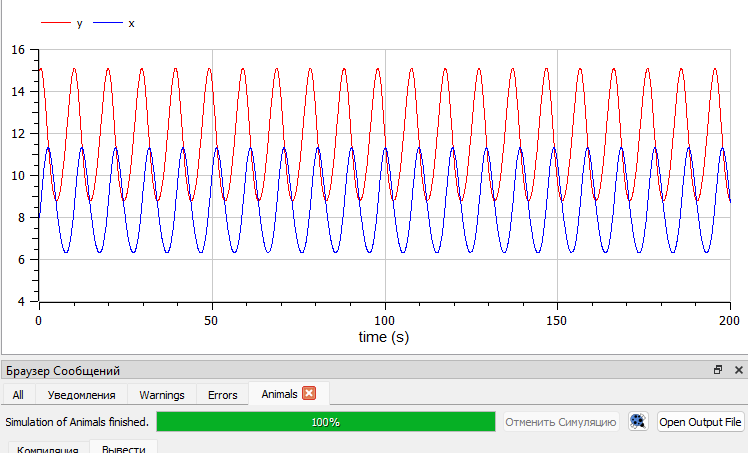 y x
16
14
12
10
8
6
4
0 50 100 150 200
time (s)
Браузер Сообщений
All Уведомления Warnings Errors Animals
Simulation of Animals finished. 100% Отменить Симуляцию Open Output File
Компиляция Вывести